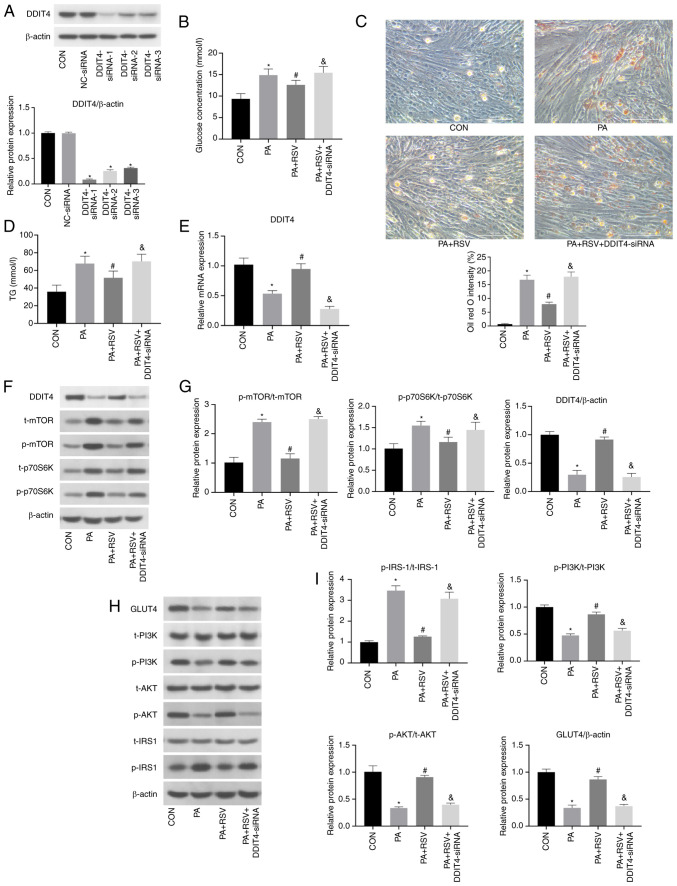 A
DDIT4
β-actin
CON
NC-siRNA
DDIT4-
siRNA-1
DDIT4-
siRNA-2
DDIT4-
siRNA-3
DDIT4/β-actin
Relative protein expression
1.5
1.0
0.5
0.0
*
*
*
CON
NC-siRNA
DDIT4-
siRNA-1
DDIT4-
siRNA-2
DDIT4-
siRNA-3
B
Glucose concentration (mmol/l)
25
20
15
10
5
0
*
#
&
CON
PA
PA+RSV
PA+RSV+
DDIT4-siRNA
C
CON
PA
PA+RSV
PA+RSV+DDIT4-siRNA
Oil red O intensity (%)
25
20
15
10
5
0
*
#
&
CON
PA
PA+RSV
PA+RSV+
DDIT4-siRNA
D
TG
(mmol/l)
100
80
60
40
20
0
*
#
&
CON
PA
PA+RSV
PA+RSV+
DDIT4-siRNA
E
DDIT4
Relative mRNA expression
1.5
1.0
0.5
0.0
*
#
&
CON
PA
PA+RSV
PA+RSV+
DDIT4-siRNA
F
DDIT4
t-mTOR
p-mTOR
t-p70S6K
p-p70S6K
β-actin
CON
PA
PA+RSV
PA+RSV+
DDIT4-siRNA
G
p-mTOR/t-mTOR
Relative protein expression
3
2
1
0
*
#
&
CON
PA
PA+RSV
PA+RSV+
DDIT4-siRNA
p-p70S6K/t-p70S6K
Relative protein expression
2.0
1.5
1.0
0.5
0.0
*
#
&
CON
PA
PA+RSV
PA+RSV+
DDIT4-siRNA
DDIT4/β-actin
Relative protein expression
1.5
1.0
0.5
0.0
*
#
&
CON
PA
PA+RSV
PA+RSV+
DDIT4-siRNA
H
GLUT4
t-PI3K
p-PI3K
t-AKT
p-AKT
t-IRS1
p-IRS1
β-actin
CON
PA
PA+RSV
PA+RSV+
DDIT4-siRNA
I
p-IRS-1/t-IRS-1
Relative protein expression
4
3
2
1
0
*
#
&
CON
PA
PA+RSV
PA+RSV+
DDIT4-siRNA
p-PI3K/t-PI3K
Relative protein expression
1.5
1.0
0.5
0.0
*
#
&
CON
PA
PA+RSV
PA+RSV+
DDIT4-siRNA
p-AKT/t-AKT
Relative protein expression
1.5
1.0
0.5
0.0
*
#
&
CON
PA
PA+RSV
PA+RSV+
DDIT4-siRNA
GLUT4/β-actin
Relative protein expression
1.5
1.0
0.5
0.0
*
#
&
CON
PA
PA+RSV
PA+RSV+
DDIT4-siRNA